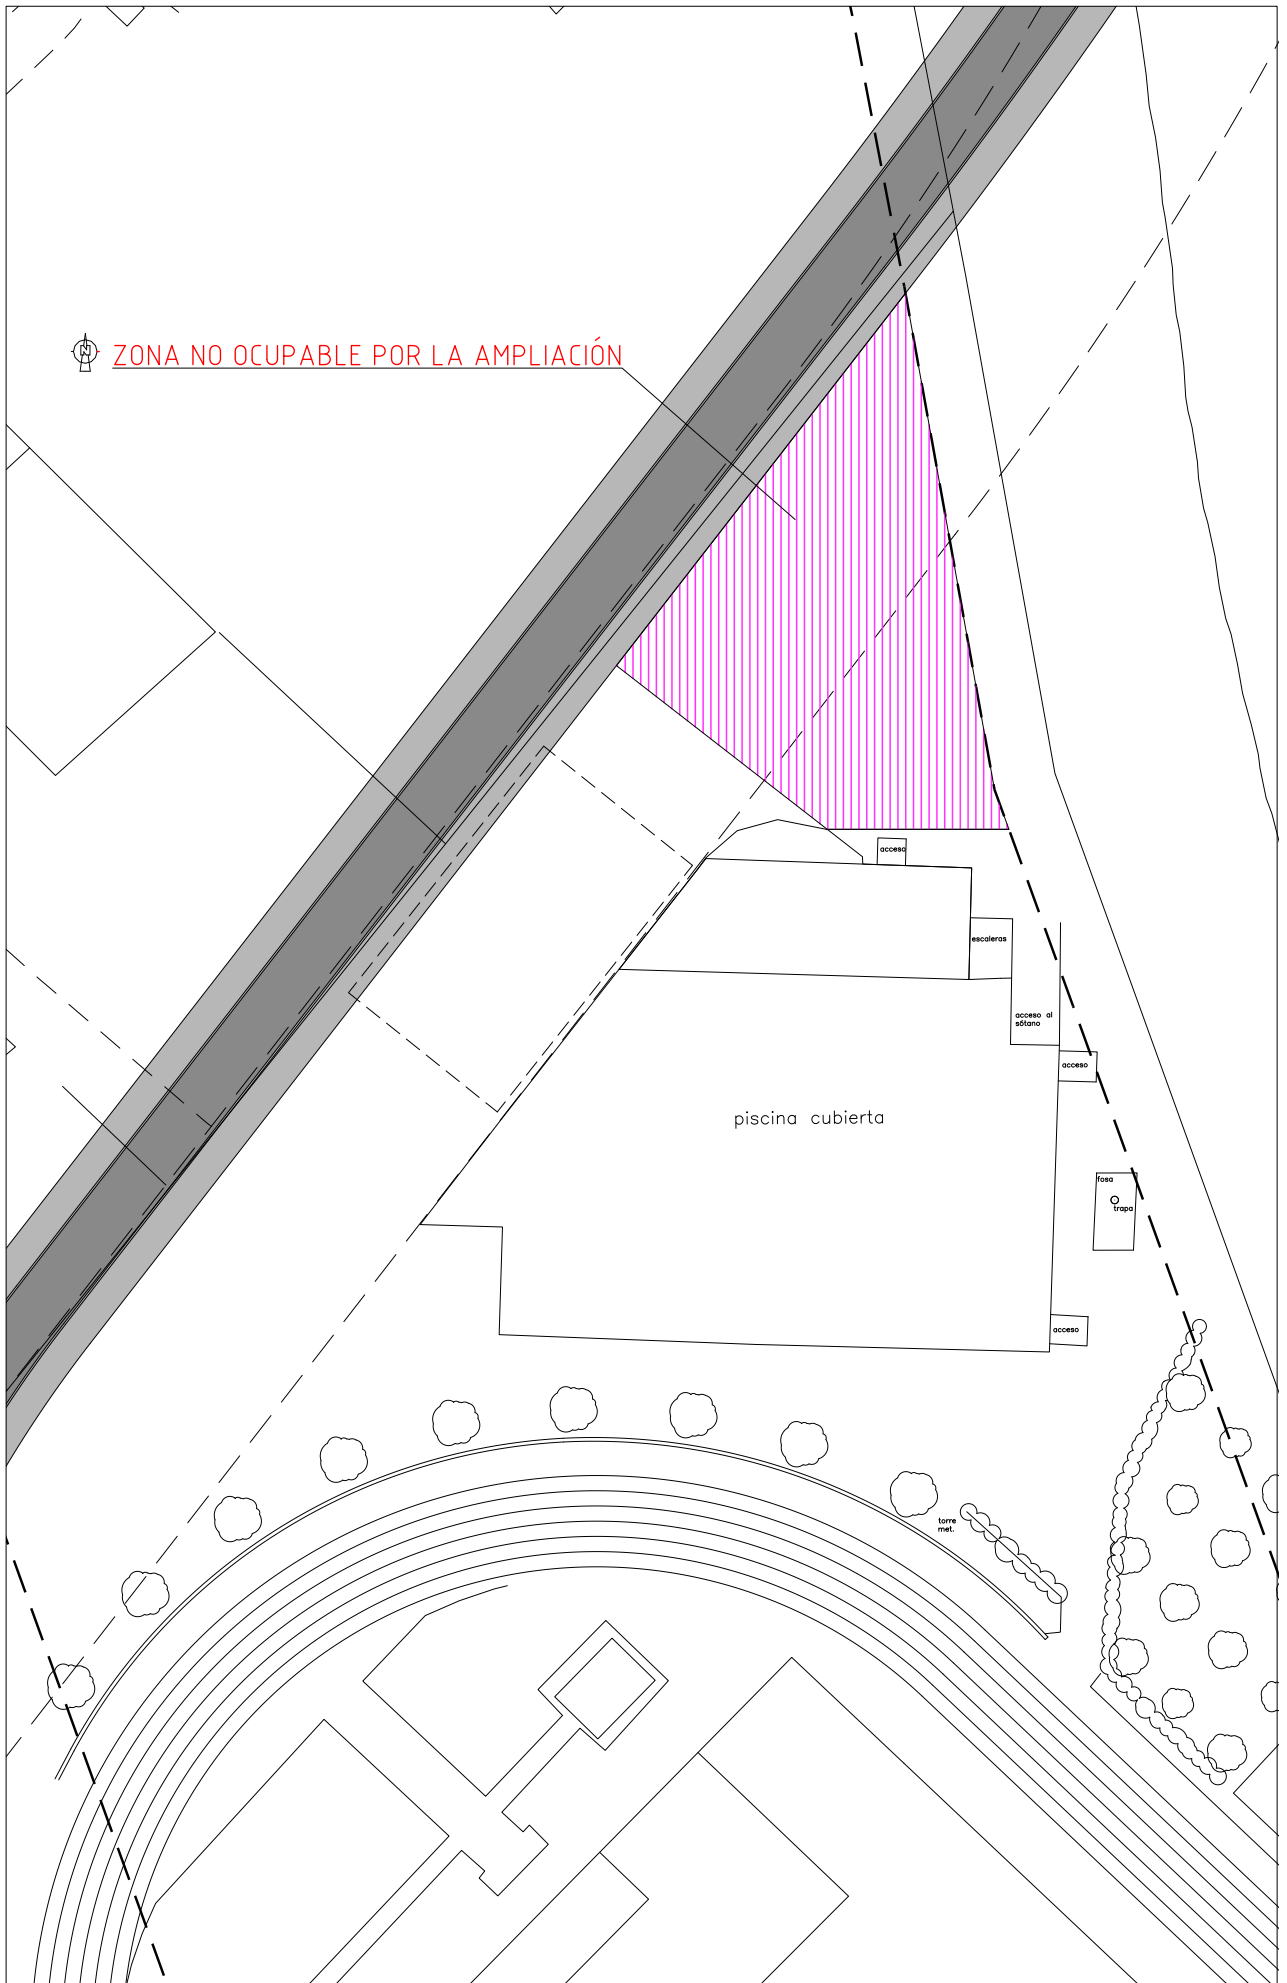 N
ZONA NO OCUPABLE POR LA AMPLIACIÓN
acceso
escaleras
acceso al
sótano
acceso
piscina cubierta
fosa
trapa
acceso
torre
met.